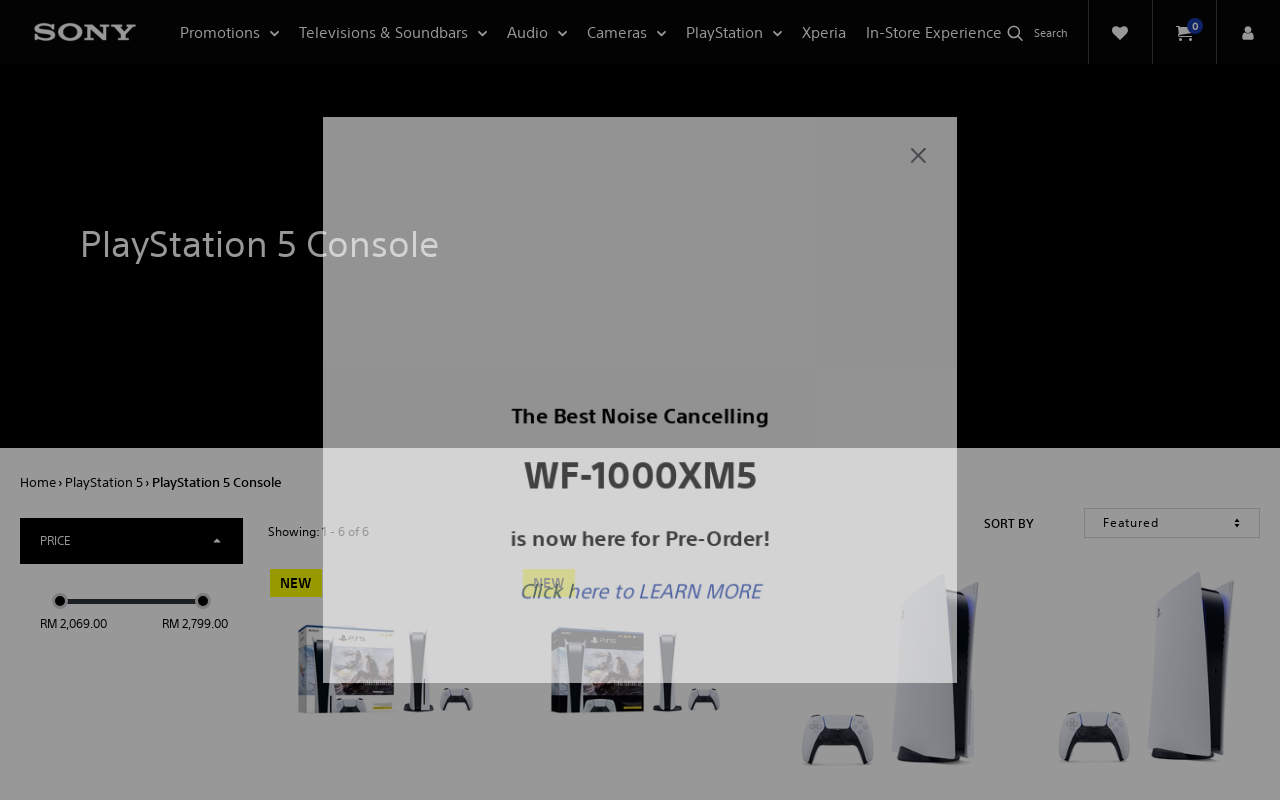 SONY
Promotions
Televisions & Soundbars
Audio
Cameras
PlayStation
Xperia
In-Store Experience
Search
0
PlayStation 5 Console
The Best Noise Cancelling
WF-1000XM5
is now here for Pre-Order!
Click here to LEARN MORE
Home › PlayStation 5 › PlayStation 5 Console
PRICE
RM 2,069.00
RM 2,799.00
Showing: 1 - 6 of 6
SORT BY
Featured
NEW
NEW
PS5
PS5